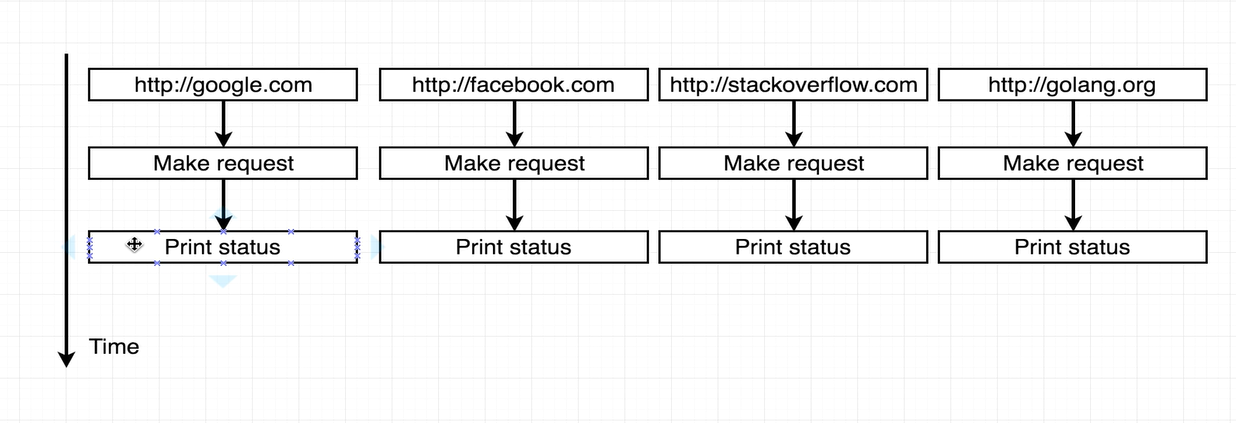 http://google.com
http://facebook.com
http://stackoverflow.com
http://golang.org
Make request
Make request
Make request
Make request
Print status
Print status
Print status
Print status
Time